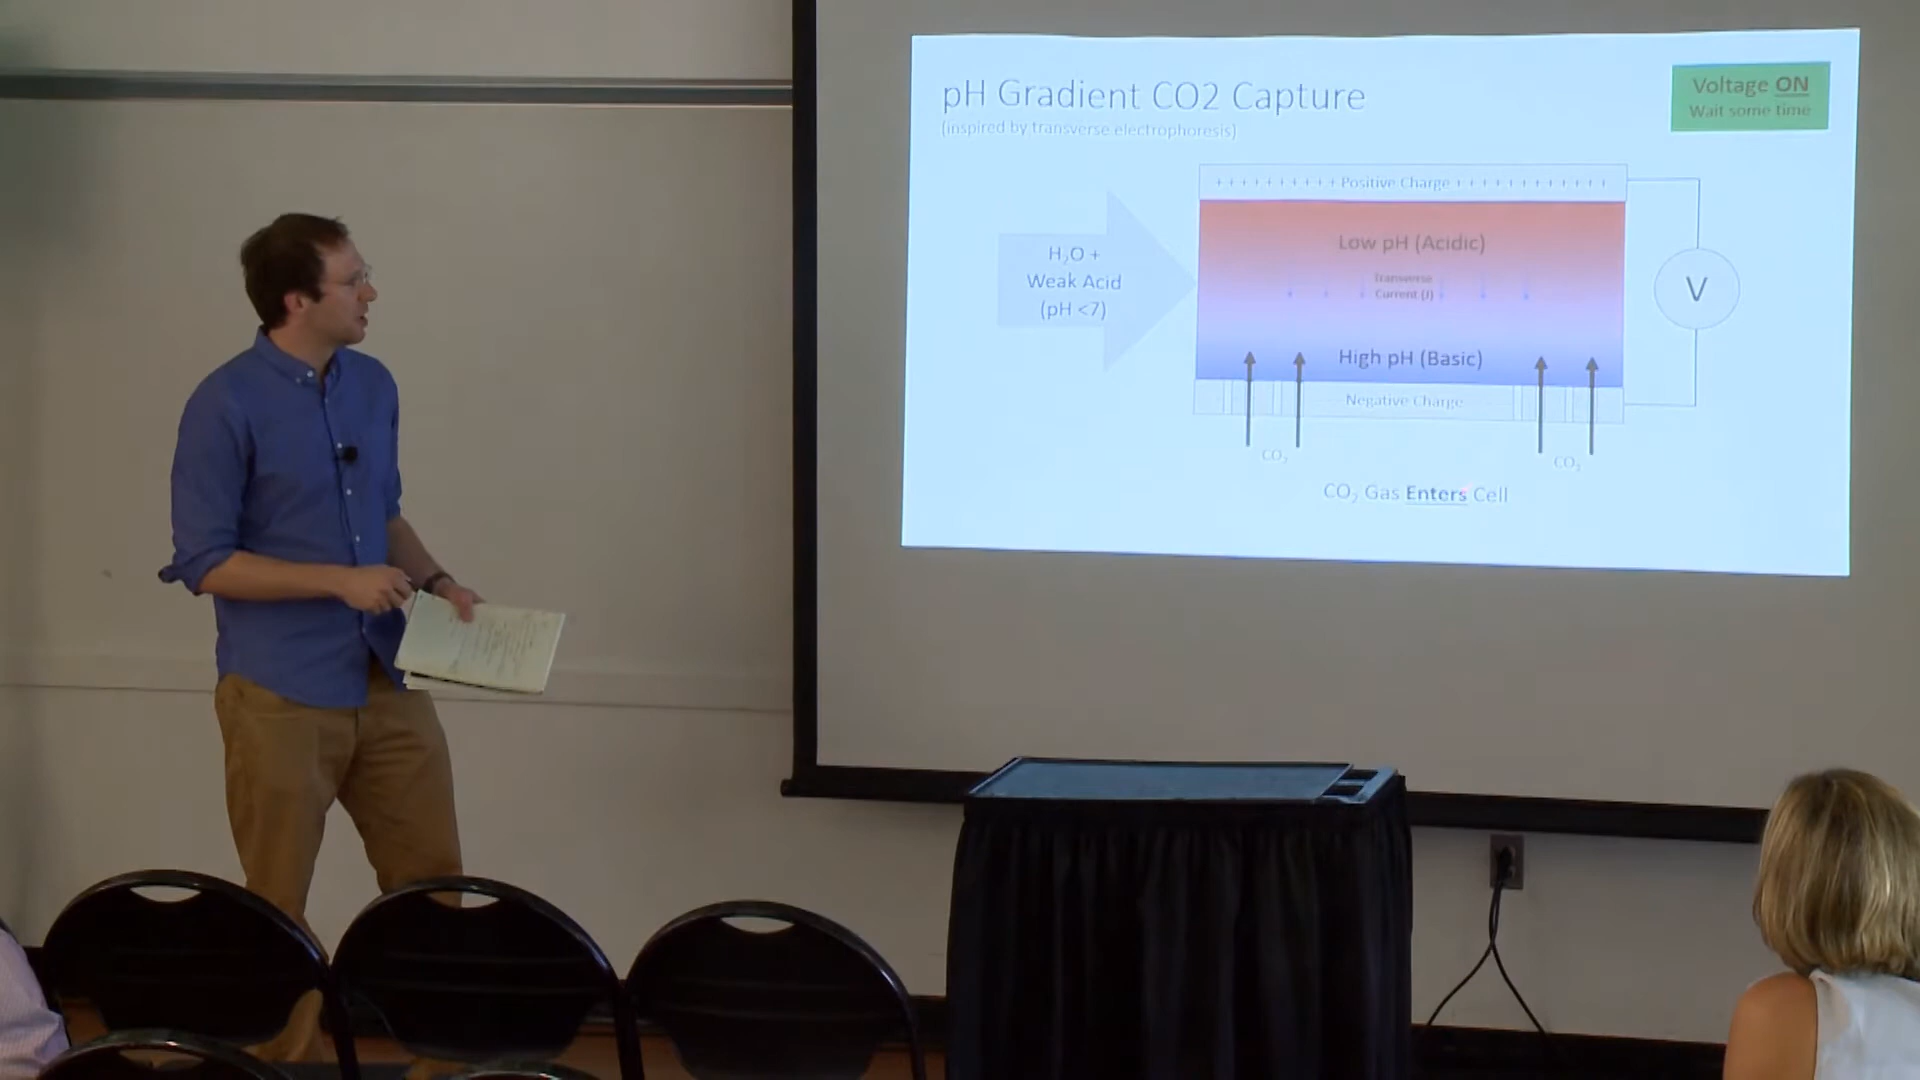 pH Gradient CO2 Capture
(inspired by transverse electrophoresis)
Voltage ON
Wait some time
+ + + + + + + + + + Positive Charge + + + + + + + + + + + +
H₂O +
Weak Acid
(pH <7)
Low pH (Acidic)
Transverse
Current (J)
V
High pH (Basic)
Negative Charge
CO₂
CO₂
CO₂ Gas Enters Cell